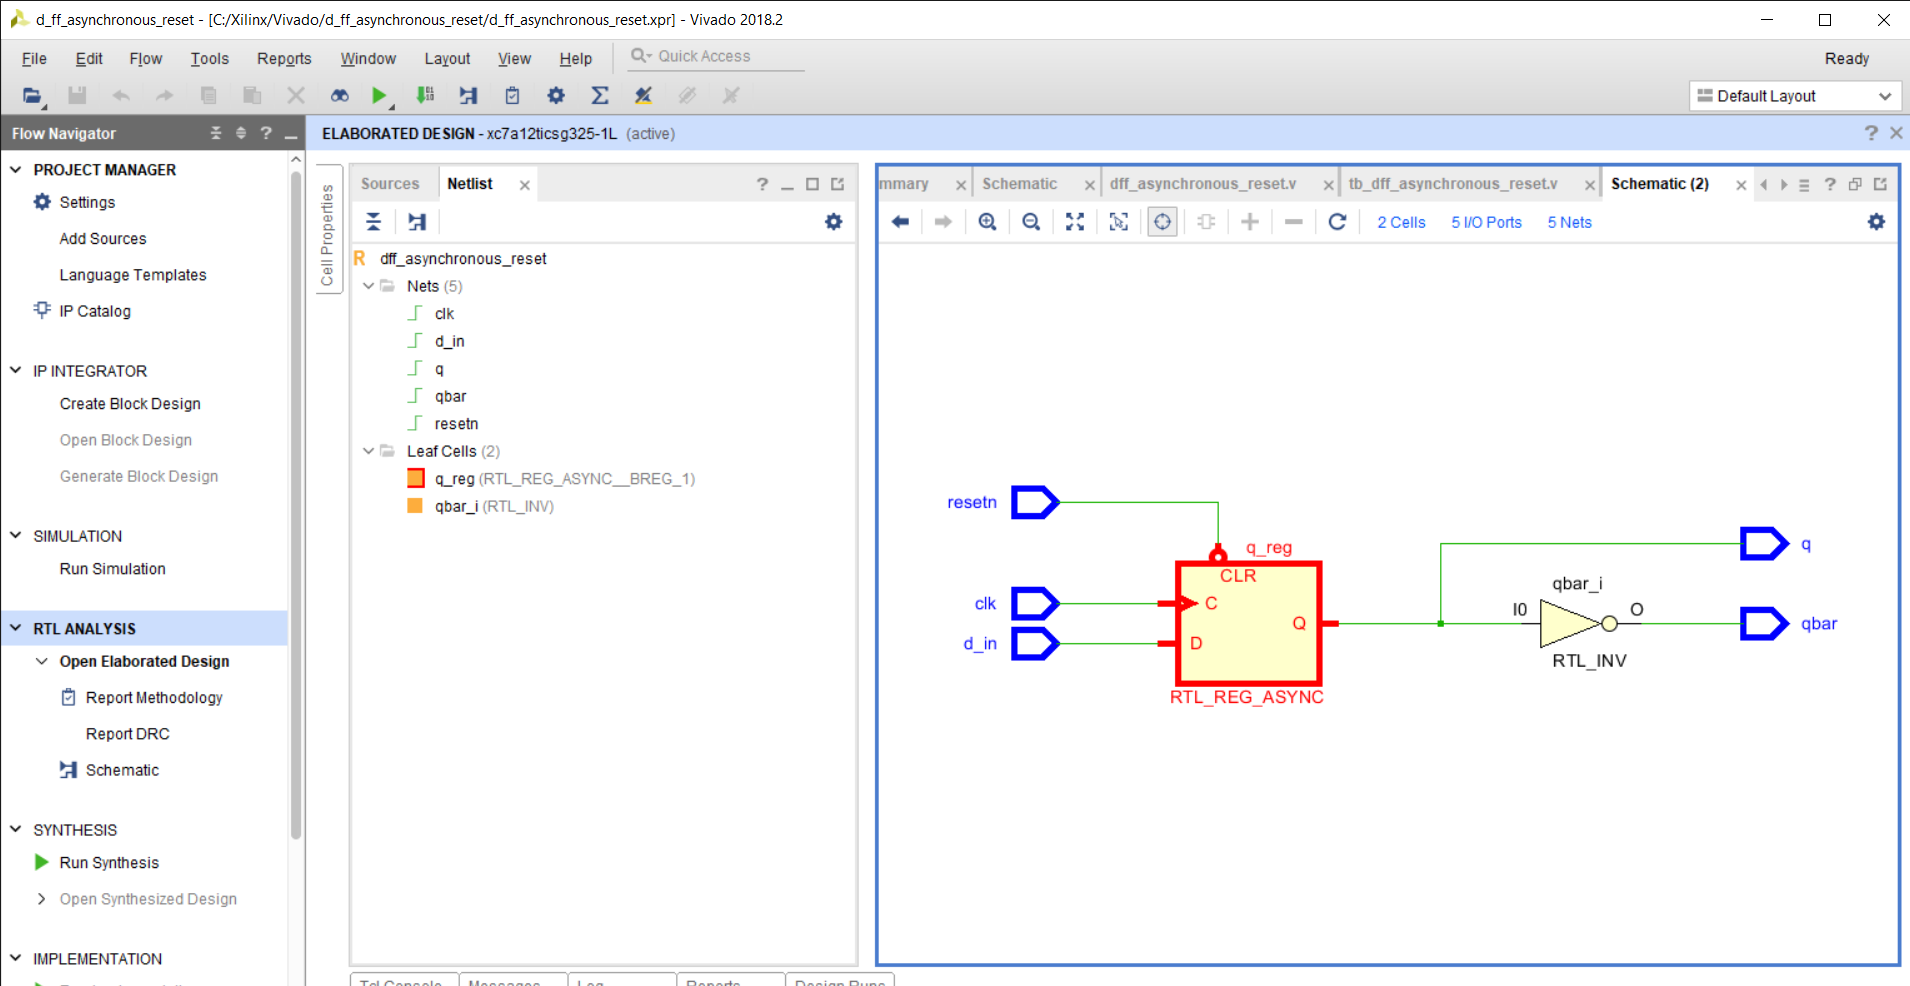 d_ff_asynchronous_reset - [C:/Xilinx/Vivado/d_ff_asynchronous_reset/d_ff_asynchronous_reset.xpr] - Vivado 2018.2
File Edit Flow Tools Reports Window Layout View Help Quick Access Ready
Default Layout
Flow Navigator
ELABORATED DESIGN - xc7a12ticsg325-1L (active)
PROJECT MANAGER
Settings
Add Sources
Language Templates
IP Catalog
IP INTEGRATOR
Create Block Design
Open Block Design
Generate Block Design
SIMULATION
Run Simulation
RTL ANALYSIS
Open Elaborated Design
Report Methodology
Report DRC
Schematic
SYNTHESIS
Run Synthesis
Open Synthesized Design
IMPLEMENTATION
Cell Properties
Sources Netlist
dff_asynchronous_reset
Nets (5)
clk
d_in
q
qbar
resetn
Leaf Cells (2)
q_reg (RTL_REG_ASYNC__BREG_1)
qbar_i (RTL_INV)
mmary Schematic dff_asynchronous_reset.v tb_dff_asynchronous_reset.v Schematic (2)
2 Cells 5 I/O Ports 5 Nets
resetn
q_reg
CLR
clk
C
d_in
D
Q
RTL_REG_ASYNC
qbar_i
I0
O
RTL_INV
q
qbar
Tcl Console Messages Log Reports Design Runs